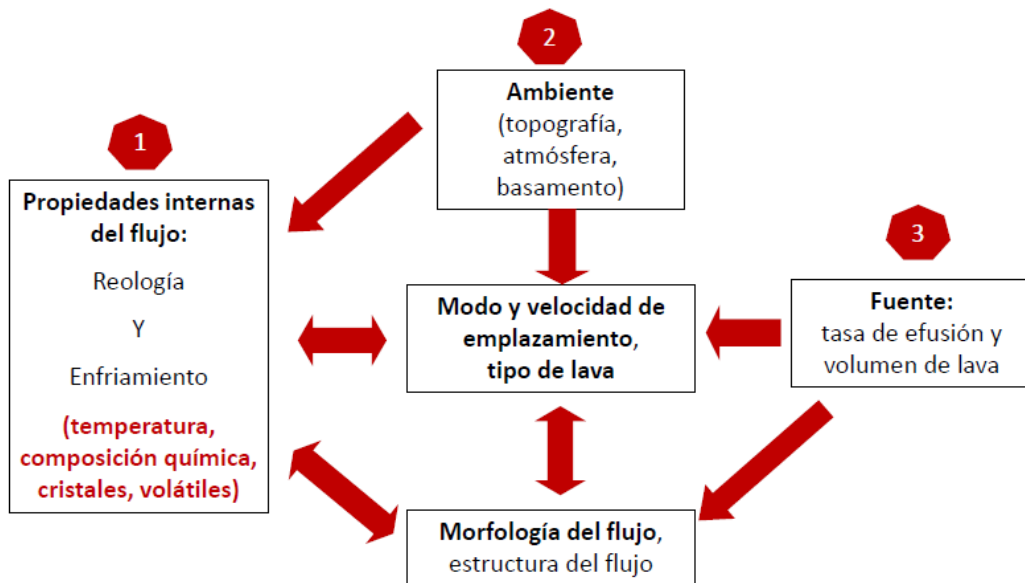 2
Ambiente
(topografía,
atmósfera,
basamento)
1
Propiedades internas
del flujo:
Reología
Y
Enfriamiento
(temperatura,
composición química,
cristales, volátiles)
Modo y velocidad de
emplazamiento,
tipo de lava
3
Fuente:
tasa de efusión y
volumen de lava
Morfología del flujo,
estructura del flujo